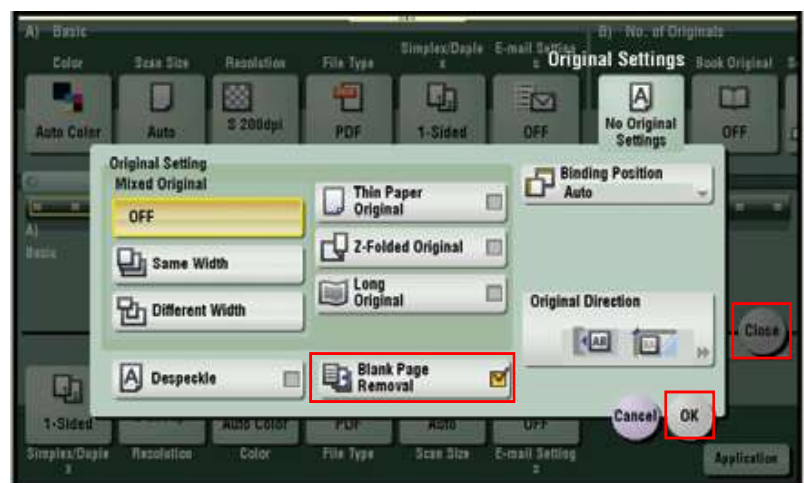 A) Basic
B) No. of Originals
Color
Scan Size
Resolution
File Type
Simplex/Duple
x
E-mail Setting
s
Original Settings
Book Original
Auto Color
Auto
S 200dpi
PDF
1-Sided
OFF
No Original
Settings
OFF
Original Setting
Mixed Original
OFF
Same Width
Different Width
Thin Paper
Original
Z-Folded Original
Long
Original
Binding Position
Auto
Original Direction
AB
Despeckle
Blank Page
Removal
Cancel
OK
Close
A)
Basic
1-Sided
Auto Color
PDF
Auto
OFF
Simplex/Duple
x
Resolution
Color
File Type
Scan Size
E-mail Setting
s
Application